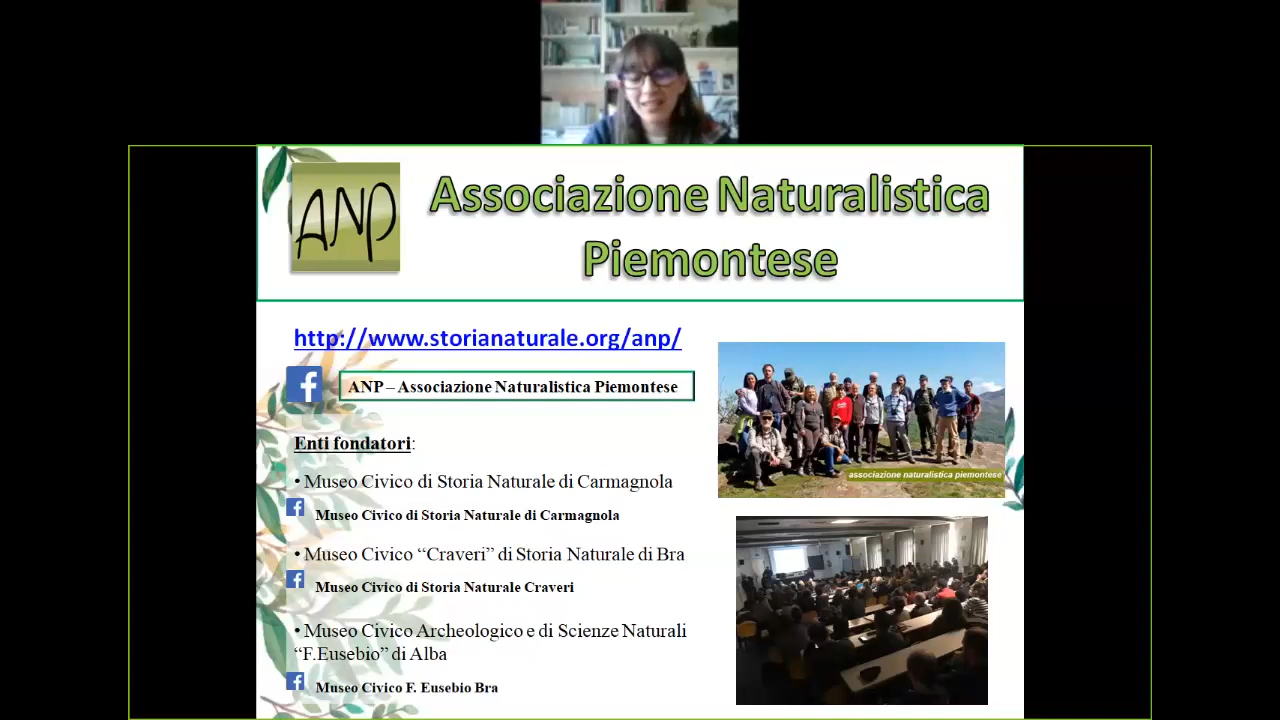 ANP
Associazione Naturalistica
Piemontese
http://www.storianaturale.org/anp/
ANP – Associazione Naturalistica Piemontese
Enti fondatori:
• Museo Civico di Storia Naturale di Carmagnola
Museo Civico di Storia Naturale di Carmagnola
• Museo Civico “Craveri” di Storia Naturale di Bra
Museo Civico di Storia Naturale Craveri
• Museo Civico Archeologico e di Scienze Naturali
“F.Eusebio” di Alba
Museo Civico F. Eusebio Bra
associazione naturalistica piemontese